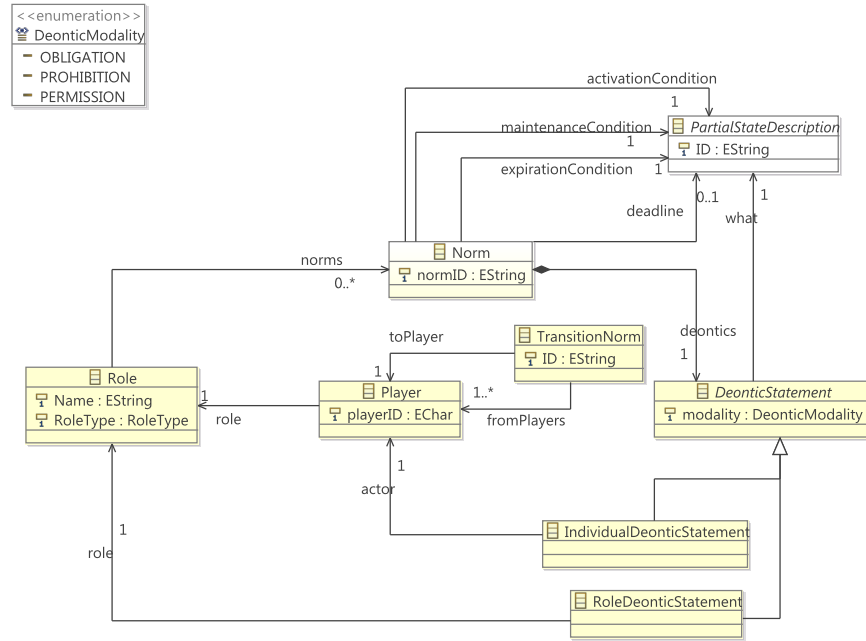 <<enumeration>>
DeonticModality
OBLIGATION
PROHIBITION
PERMISSION
activationCondition
1
PartialStateDescription
ID : EString
maintenanceCondition
1
expirationCondition
1
deadline
0..1
what
1
norms
0..*
Norm
normID : EString
deontics
1
toPlayer
1
TransitionNorm
ID : EString
1..*
fromPlayers
Role
Name : EString
RoleType : RoleType
1
role
Player
playerID : EChar
DeonticStatement
modality : DeonticModality
1
actor
IndividualDeonticStatement
1
role
RoleDeonticStatement